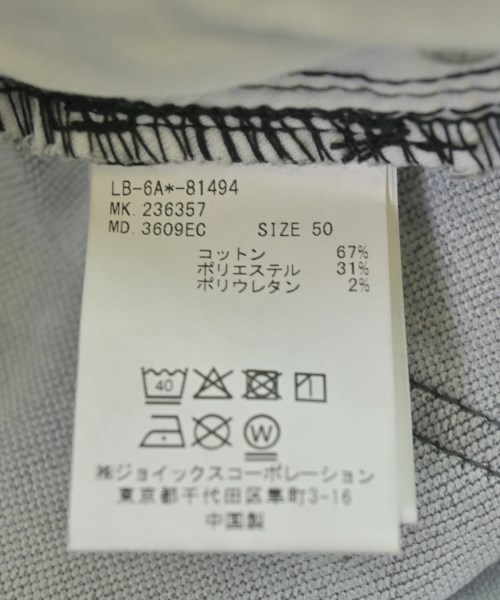 LB-6A*-81494
MK. 236357
MD. 3609EC SIZE 50
コットン 67%
ポリエステル 31%
ポリウレタン 2%
40
W
㈱ジョイックスコーポレーション
東京都千代田区隼町3-16
中国製